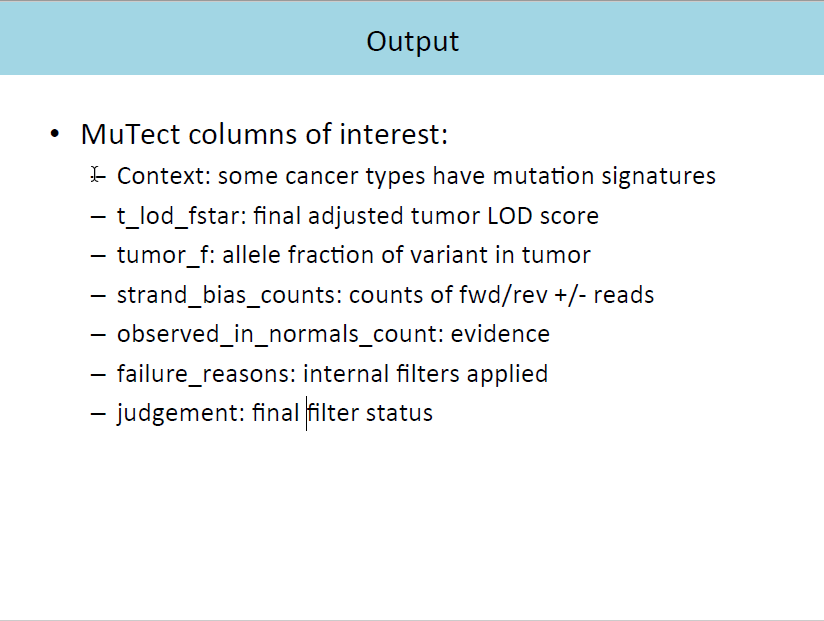 Output
• MuTect columns of interest:
– Context: some cancer types have mutation signatures
– t_lod_fstar: final adjusted tumor LOD score
– tumor_f: allele fraction of variant in tumor
– strand_bias_counts: counts of fwd/rev +/- reads
– observed_in_normals_count: evidence
– failure_reasons: internal filters applied
– judgement: final filter status